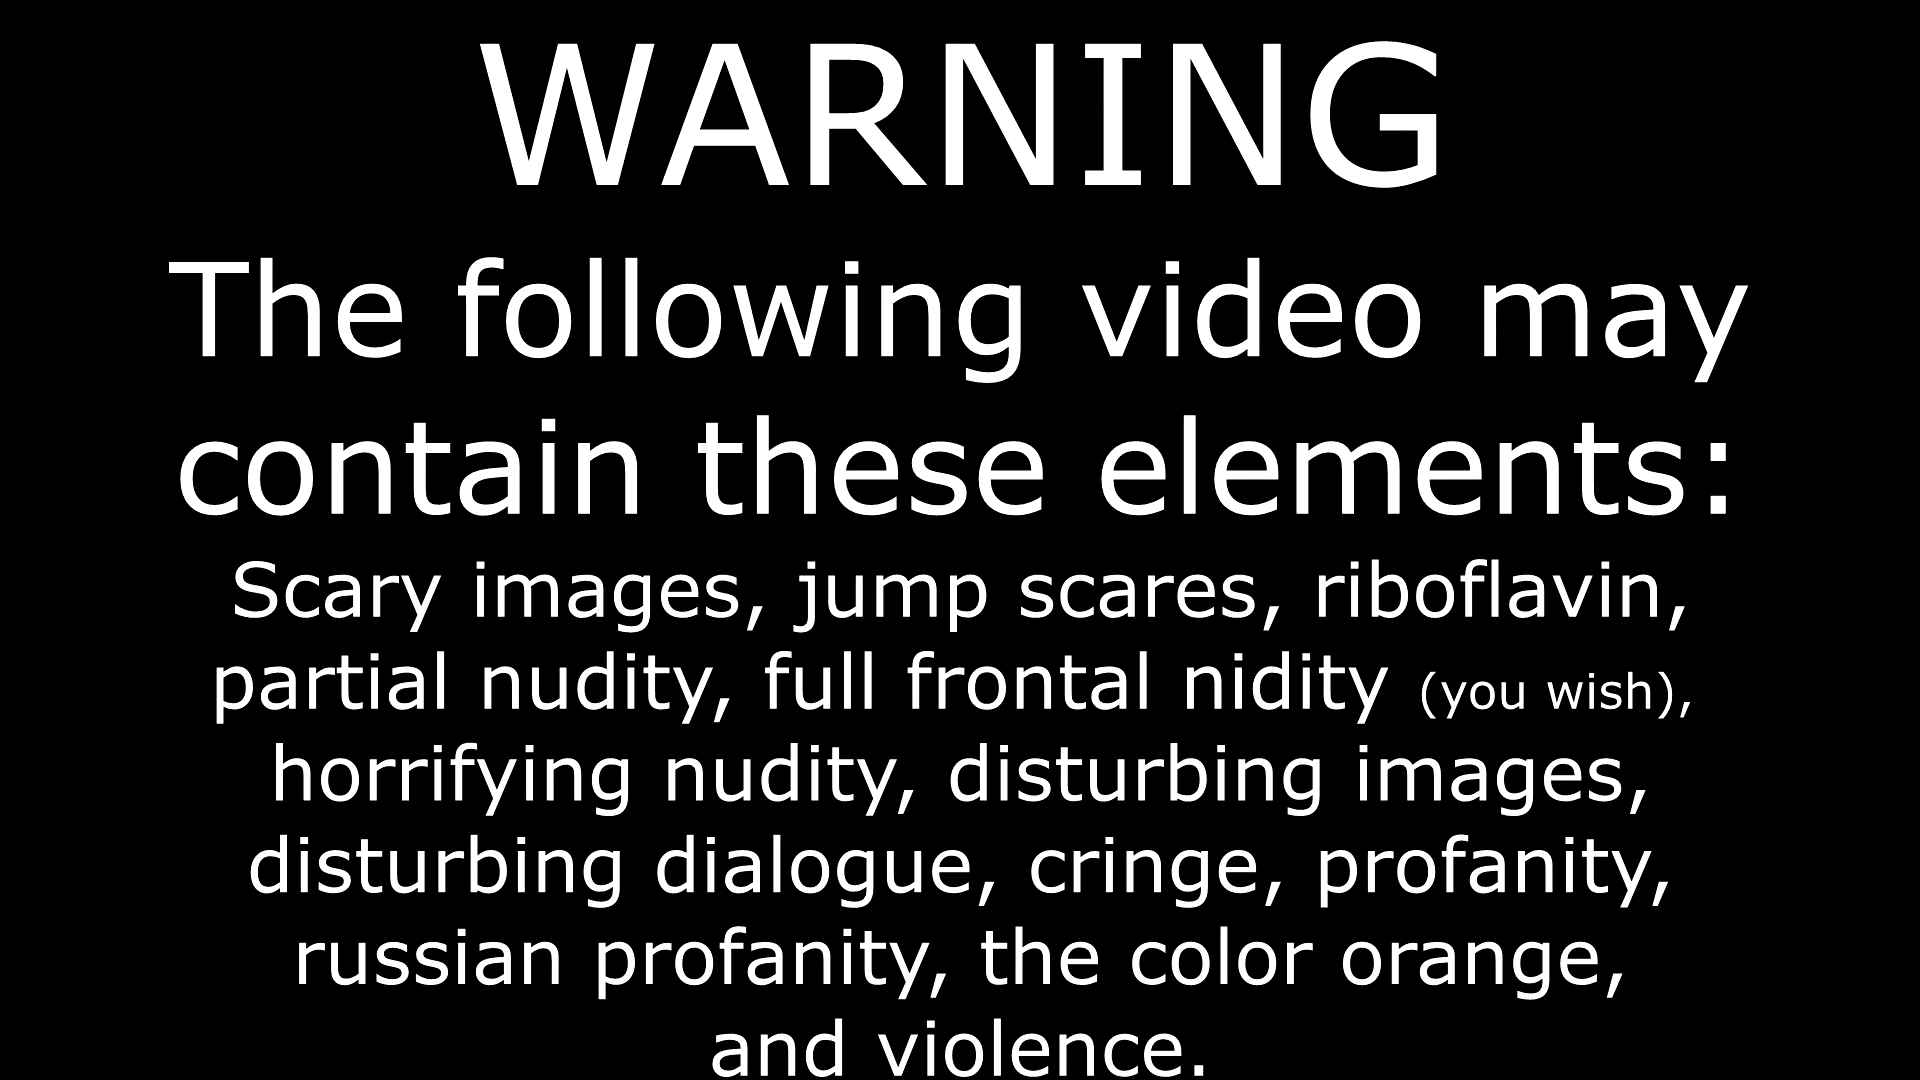 WARNING
The following video may
contain these elements:
Scary images, jump scares, riboflavin,
partial nudity, full frontal nidity (you wish),
horrifying nudity, disturbing images,
disturbing dialogue, cringe, profanity,
russian profanity, the color orange,
and violence.